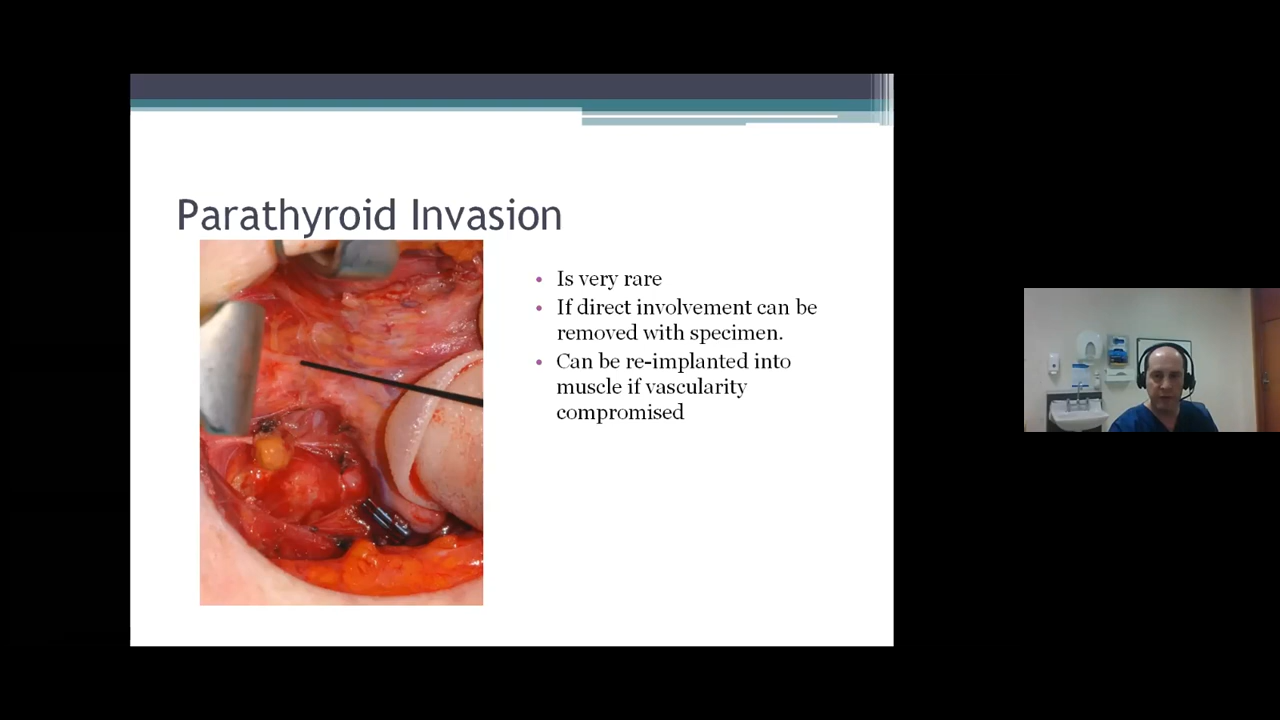 Parathyroid Invasion
• Is very rare
• If direct involvement can be
removed with specimen.
• Can be re-implanted into
muscle if vascularity
compromised